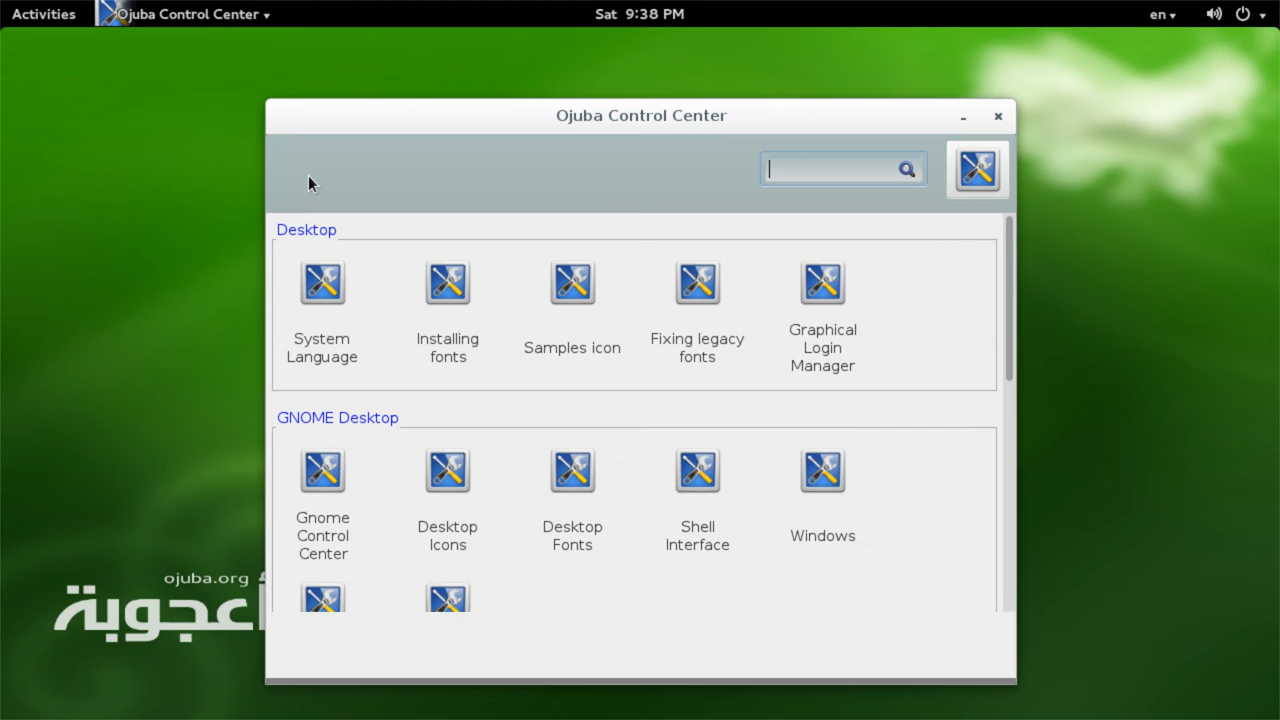 Activities
Ojuba Control Center
Sat 9:38 PM
en
Ojuba Control Center
Desktop
System
Language
Installing
fonts
Samples icon
Fixing legacy
fonts
Graphical
Login
Manager
GNOME Desktop
Gnome
Control
Center
Desktop
Icons
Desktop
Fonts
Shell
Interface
Windows
ojuba.org
أعجوبة